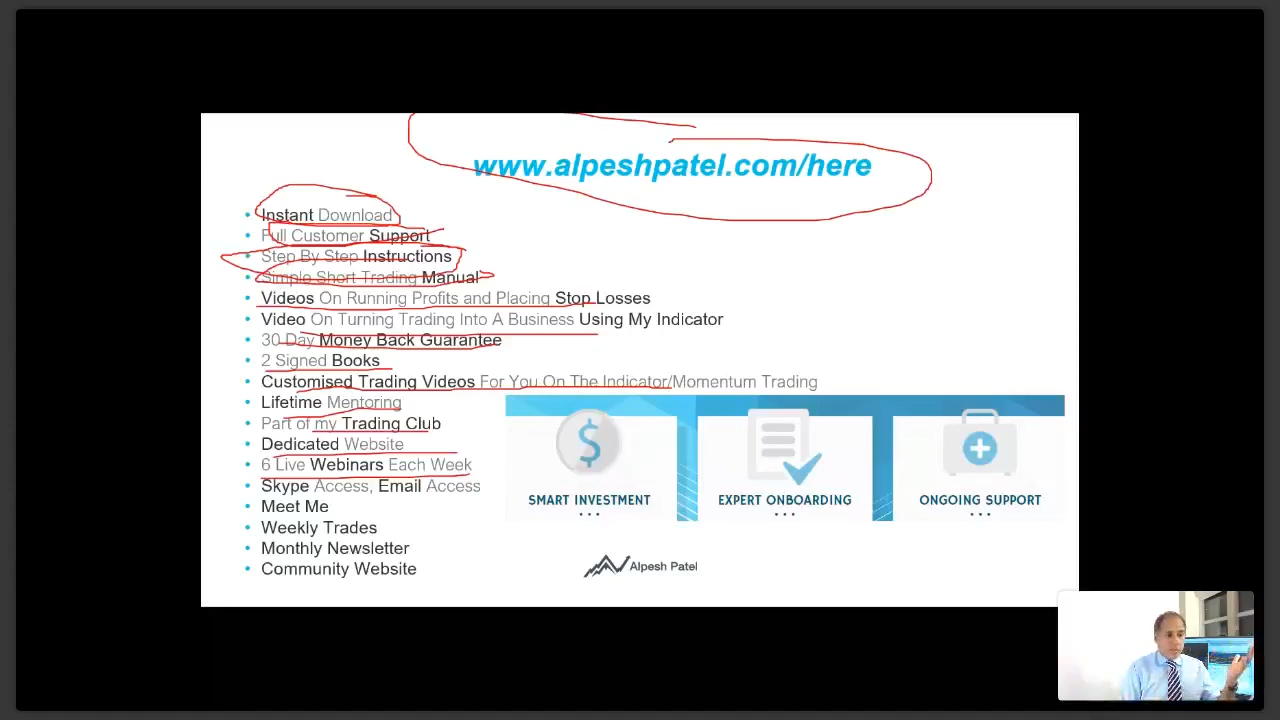 www.alpeshpatel.com/here
• Instant Download
• Full Customer Support
• Step By Step Instructions
• Simple Short Trading Manual
• Videos On Running Profits and Placing Stop Losses
• Video On Turning Trading Into A Business Using My Indicator
• 30 Day Money Back Guarantee
• 2 Signed Books
• Customised Trading Videos For You On The Indicator/Momentum Trading
• Lifetime Mentoring
• Part of my Trading Club
• Dedicated Website
• 6 Live Webinars Each Week
• Skype Access, Email Access
• Meet Me
• Weekly Trades
• Monthly Newsletter
• Community Website
SMART INVESTMENT
EXPERT ONBOARDING
ONGOING SUPPORT
Alpesh Patel